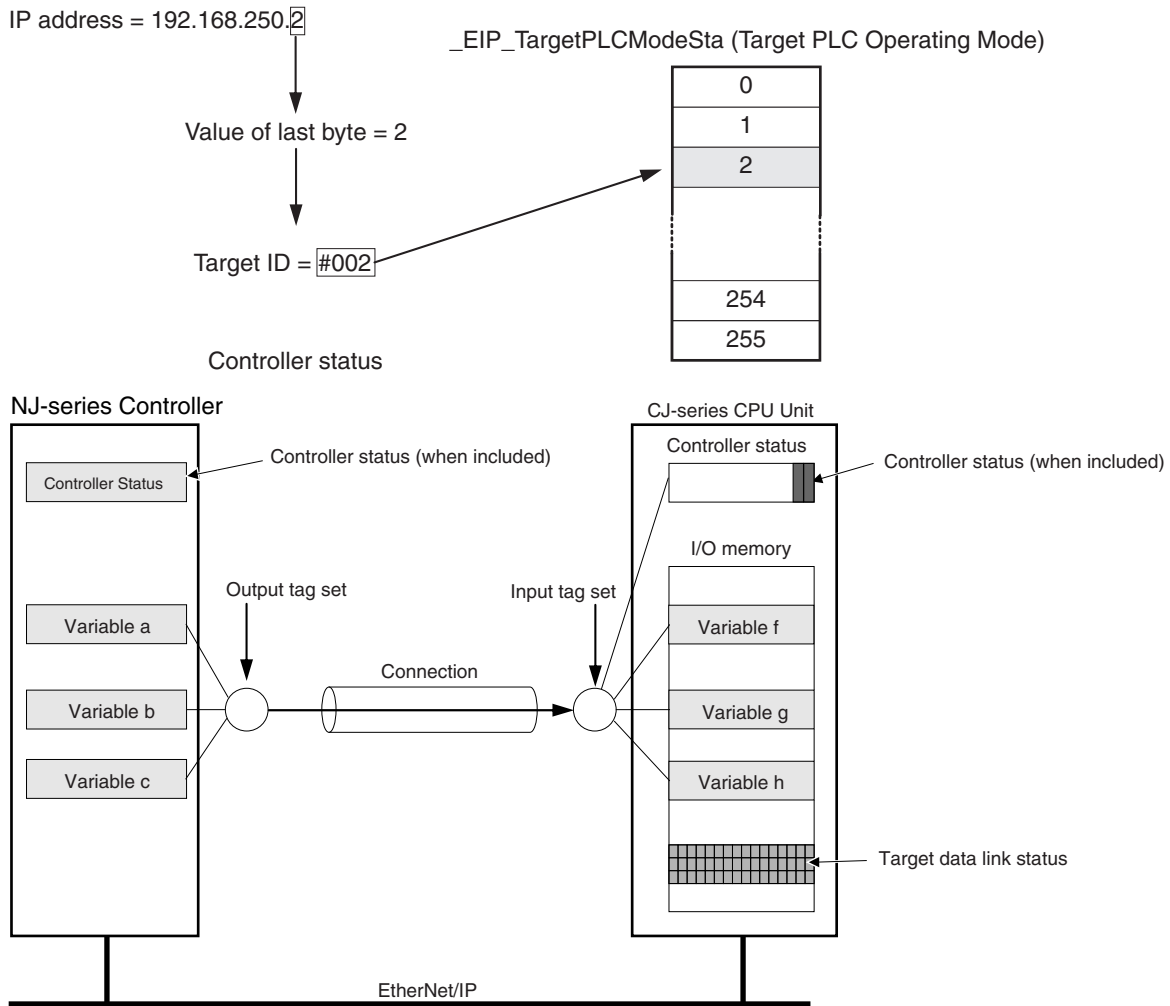 IP address = 192.168.250.2
_EIP_TargetPLCModeSta (Target PLC Operating Mode)
0
1
2
254
255
Value of last byte = 2
Target ID = #002
Controller status
NJ-series Controller
CJ-series CPU Unit
Controller Status
Controller status (when included)
Controller status
Controller status (when included)
I/O memory
Output tag set
Input tag set
Variable a
Variable f
Connection
Variable b
Variable g
Variable c
Variable h
Target data link status
EtherNet/IP